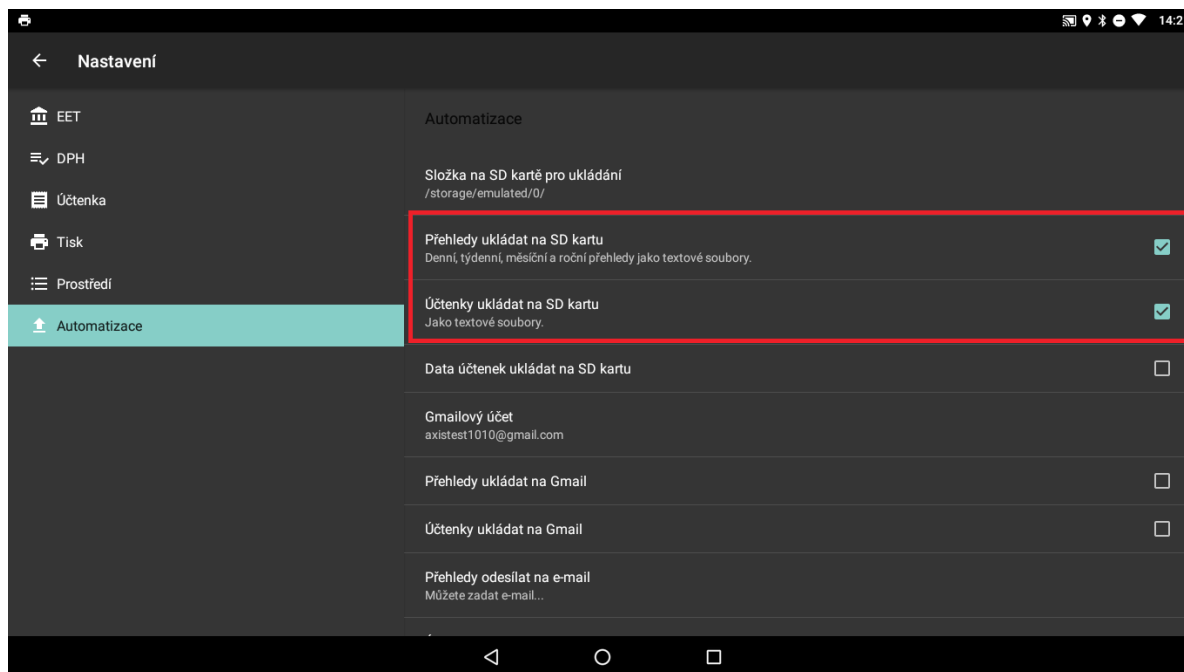 14:2
Nastavení
EET
DPH
Účtenka
Tisk
Prostředí
Automatizace
Automatizace
Složka na SD kartě pro ukládání
/storage/emulated/0/
Přehledy ukládat na SD kartu
Denní, týdenní, měsíční a roční přehledy jako textové soubory.
Účtenky ukládat na SD kartu
Jako textové soubory.
Data účtenek ukládat na SD kartu
Gmailový účet
axistest1010@gmail.com
Přehledy ukládat na Gmail
Účtenky ukládat na Gmail
Přehledy odesílat na e-mail
Můžete zadat e-mail...